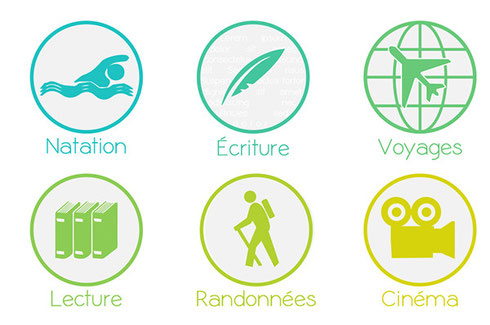 Natation
Écriture
Voyages
Lecture
Randonnées
Cinéma